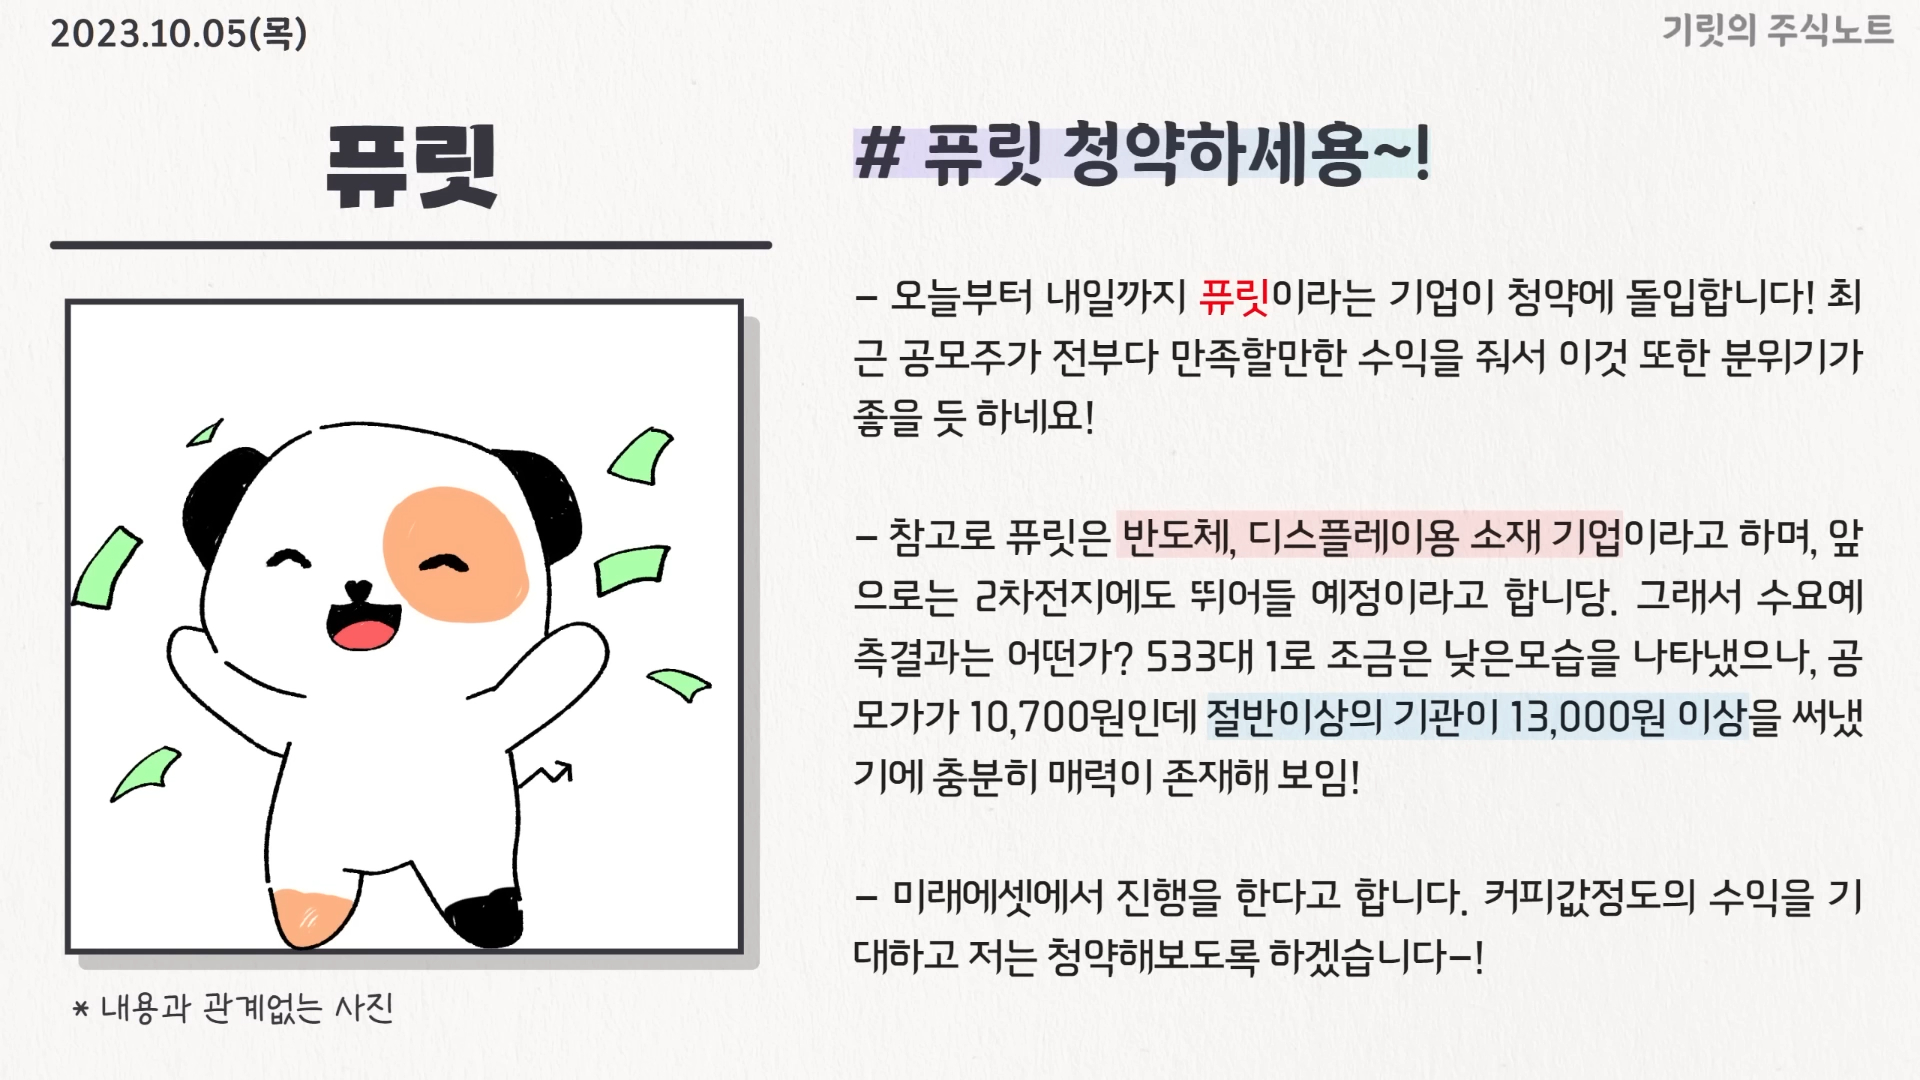 2023.10.05(목)
기릿의 주식노트
퓨릿
# 퓨릿 청약하세용~!
– 오늘부터 내일까지 퓨릿이라는 기업이 청약에 돌입합니다! 최
근 공모주가 전부다 만족할만한 수익을 줘서 이것 또한 분위기가
좋을 듯 하네요!
– 참고로 퓨릿은 반도체, 디스플레이용 소재 기업이라고 하며, 앞
으로는 2차전지에도 뛰어들 예정이라고 합니당. 그래서 수요예
측결과는 어떤가? 533대 1로 조금은 낮은모습을 나타냈으나, 공
모가가 10,700원인데 절반이상의 기관이 13,000원 이상을 써냈
기에 충분히 매력이 존재해 보임!
– 미래에셋에서 진행을 한다고 합니다. 커피값정도의 수익을 기
대하고 저는 청약해보도록 하겠습니다–!
* 내용과 관계없는 사진